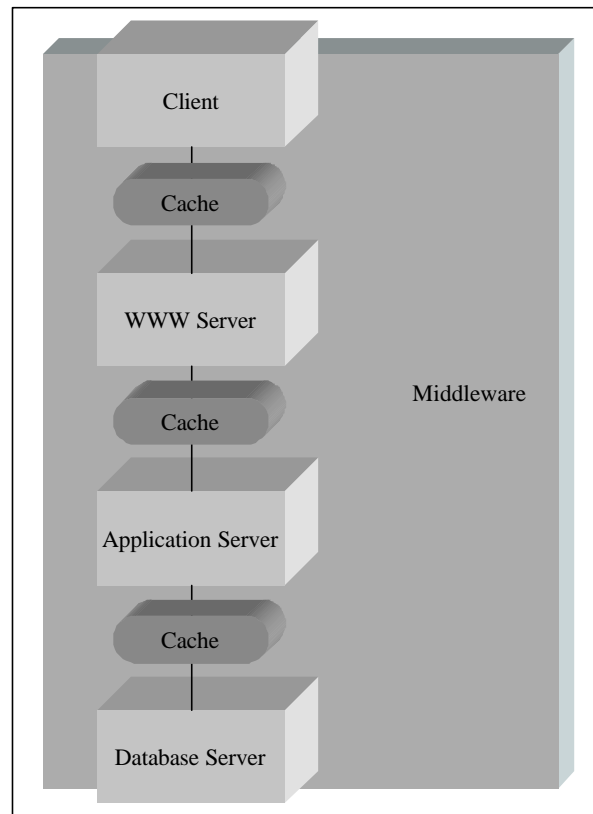 Client
Cache
WWW Server
Cache
Middleware
Application Server
Cache
Database Server